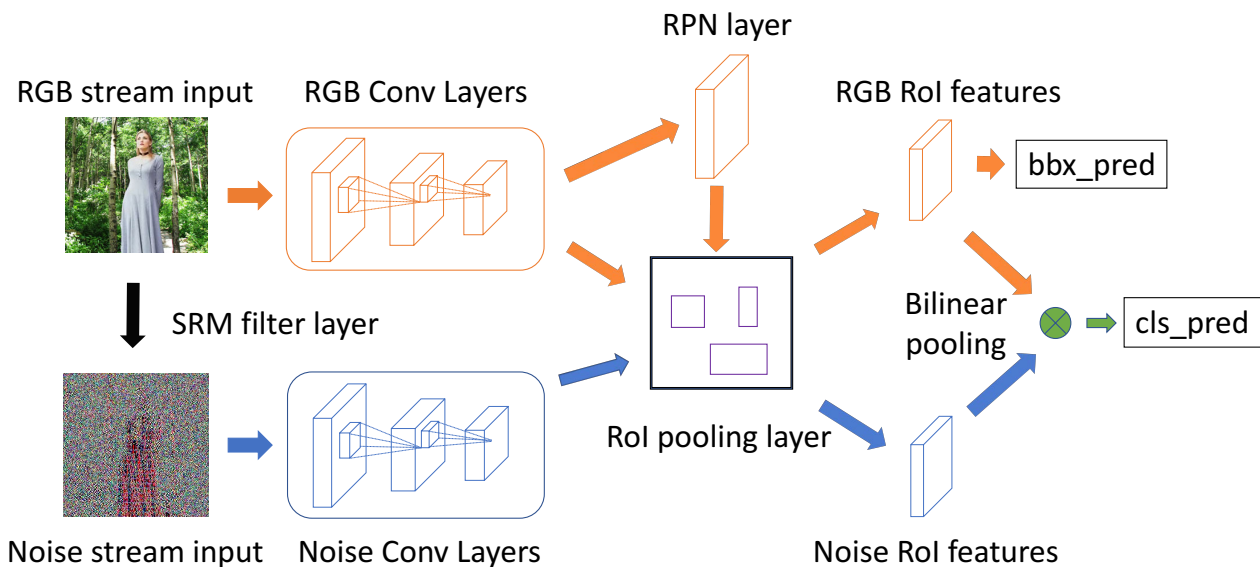 RPN layer
RGB stream input
RGB Conv Layers
RGB RoI features
bbx_pred
SRM filter layer
Bilinear
pooling
cls_pred
RoI pooling layer
Noise stream input
Noise Conv Layers
Noise RoI features